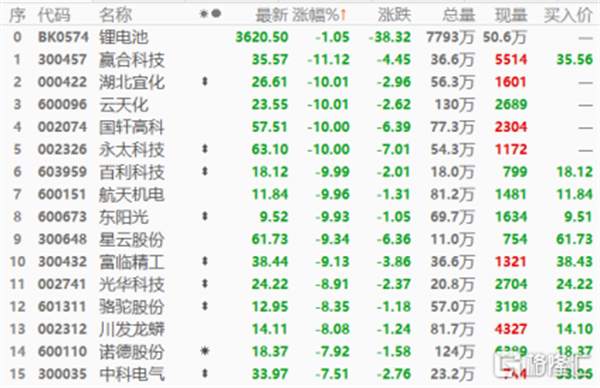 序 代码 名称 最新 涨幅%↑ 涨跌 总量 现量 买入价
0 BK0574 锂电池 3620.50 -1.05 -38.32 7793万 50.6万 —
1 300457 赢合科技 35.57 -11.12 -4.45 36.6万 5514 35.56
2 000422 湖北宜化 26.61 -10.01 -2.96 56.3万 1601 —
3 600096 云天化 23.55 -10.01 -2.62 130万 2689 —
4 002074 国轩高科 57.51 -10.00 -6.39 77.3万 2304 —
5 002326 永太科技 63.10 -10.00 -7.01 54.3万 1172 —
6 603959 百利科技 18.12 -9.99 -2.01 18.0万 799 18.12
7 600151 航天机电 11.84 -9.96 -1.31 81.2万 1481 11.84
8 600673 东阳光 9.52 -9.93 -1.05 69.7万 1634 9.51
9 300648 星云股份 61.73 -9.34 -6.36 11.0万 754 61.73
10 300432 富临精工 38.44 -9.13 -3.86 36.6万 1321 38.43
11 002741 光华科技 24.22 -8.91 -2.37 20.8万 2704 24.22
12 601311 骆驼股份 12.95 -8.35 -1.18 57.0万 3198 12.95
13 002312 川发龙蟒 14.11 -8.08 -1.24 81.7万 4327 14.10
14 600110 诺德股份 18.37 -7.92 -1.58 124万 6389 18.37
15 300035 中科电气 33.97 -7.51 -2.76 23.2万 744 33.96
格隆汇